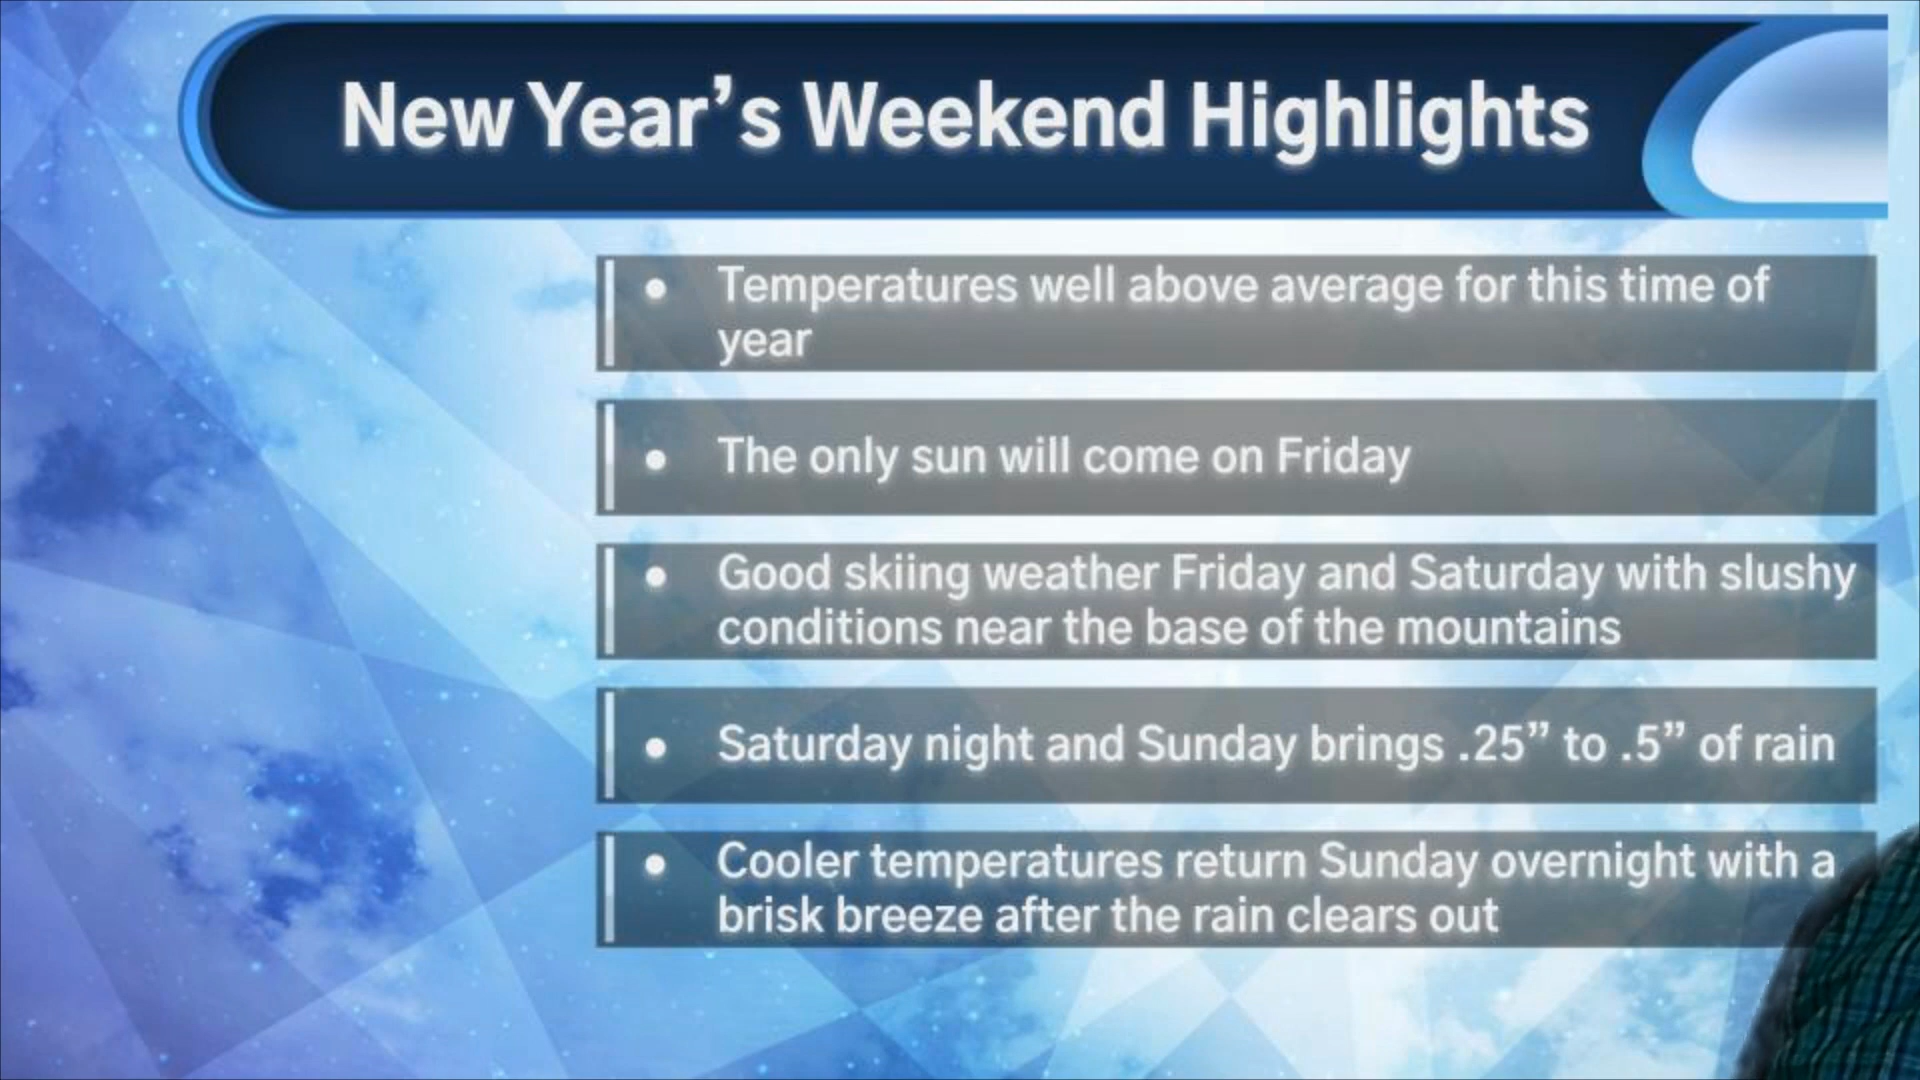 New Year’s Weekend Highlights
• Temperatures well above average for this time of
year
• The only sun will come on Friday
• Good skiing weather Friday and Saturday with slushy
conditions near the base of the mountains
• Saturday night and Sunday brings .25” to .5” of rain
• Cooler temperatures return Sunday overnight with a
brisk breeze after the rain clears out